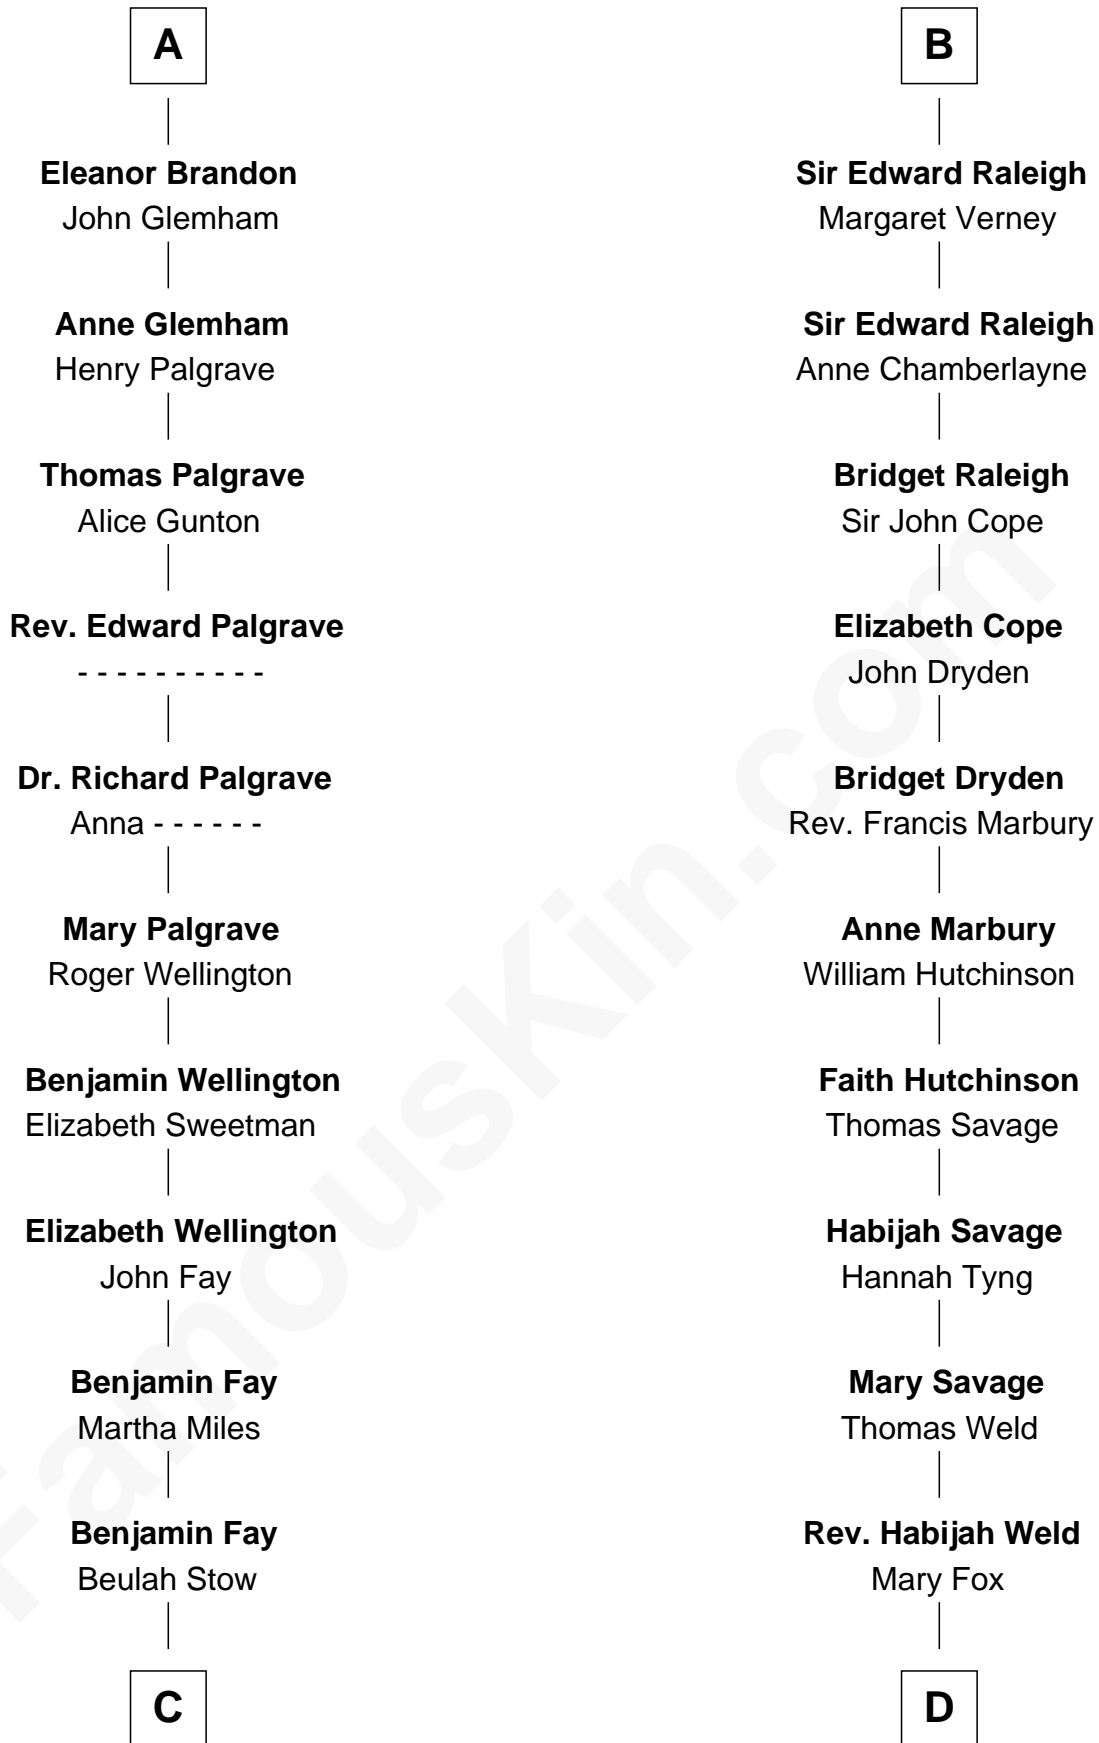 A
Eleanor Brandon
John Glemham
Anne Glemham
Henry Palgrave
Thomas Palgrave
Alice Gunton
Rev. Edward Palgrave
- - - - - - - - - -
Dr. Richard Palgrave
Anna - - - - - -
Mary Palgrave
Roger Wellington
Benjamin Wellington
Elizabeth Sweetman
Elizabeth Wellington
John Fay
Benjamin Fay
Martha Miles
Benjamin Fay
Beulah Stow
C
B
Sir Edward Raleigh
Margaret Verney
Sir Edward Raleigh
Anne Chamberlayne
Bridget Raleigh
Sir John Cope
Elizabeth Cope
John Dryden
Bridget Dryden
Rev. Francis Marbury
Anne Marbury
William Hutchinson
Faith Hutchinson
Thomas Savage
Habijah Savage
Hannah Tyng
Mary Savage
Thomas Weld
Rev. Habijah Weld
Mary Fox
D
FamousKin.com